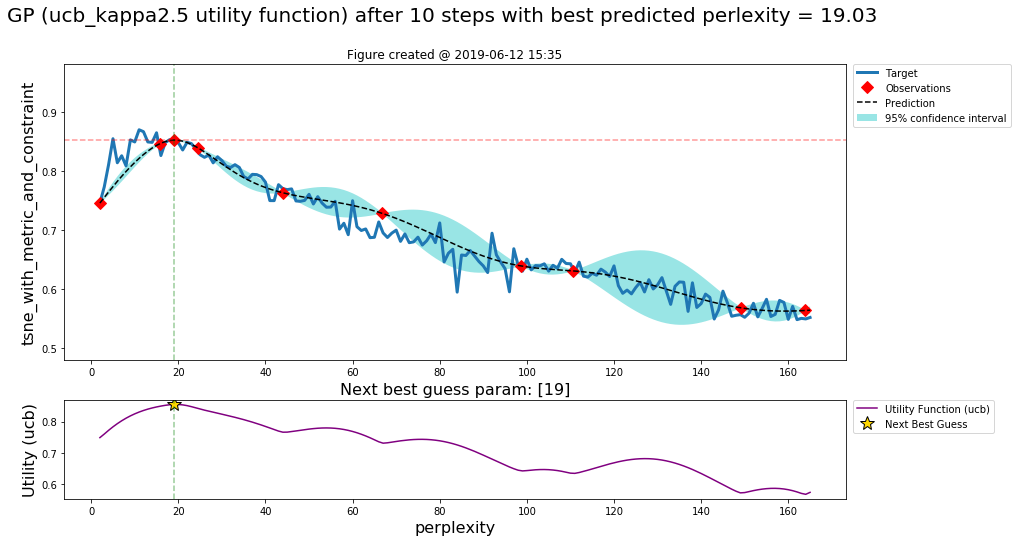 GP (ucb_kappa2.5 utility function) after 10 steps with best predicted perlexity = 19.03
Figure created @ 2019-06-12 15:35
tsne_with_metric_and_constraint
0.9
0.8
0.7
0.6
0.5
0 20 40 60 80 100 120 140 160
Target
Observations
Prediction
95% confidence interval
Next best guess param: [19]
Utility (ucb)
0.8
0.7
0.6
0 20 40 60 80 100 120 140 160
perplexity
Utility Function (ucb)
Next Best Guess